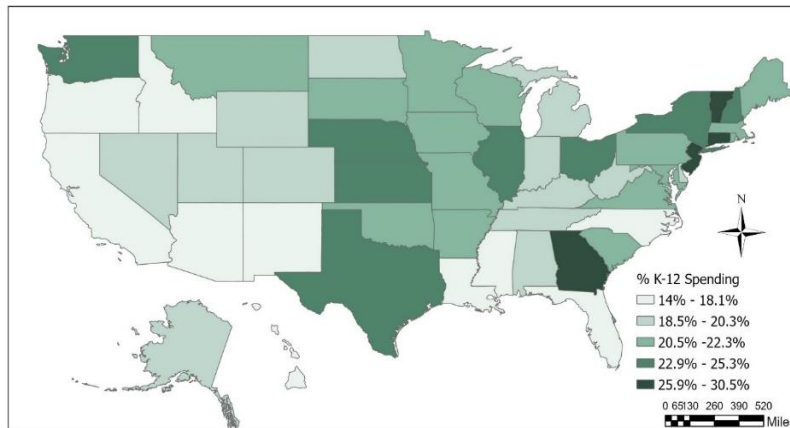 N
% K-12 Spending
14% - 18.1%
18.5% - 20.3%
20.5% -22.3%
22.9% - 25.3%
25.9% - 30.5%
0 65130 260 390 520
Mile